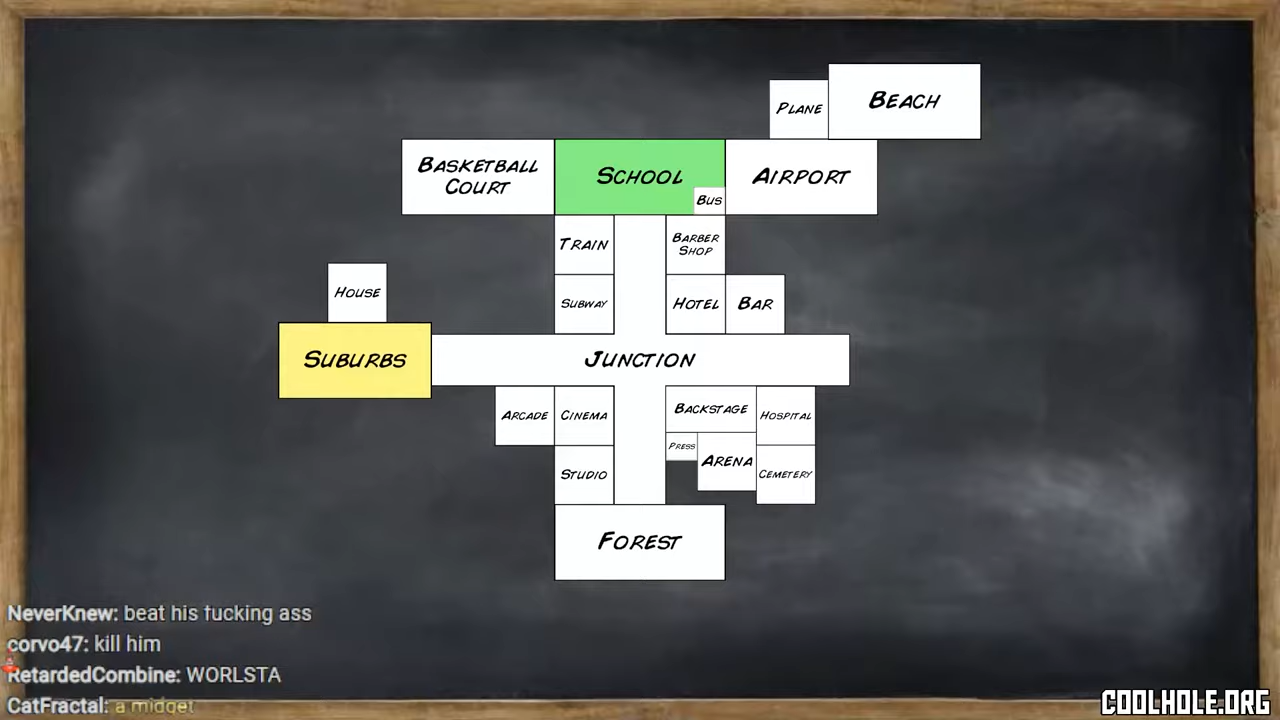 PLANE
BEACH
BASKETBALL
COURT
SCHOOL
BUS
AIRPORT
TRAIN
BARBER
SHOP
HOUSE
SUBWAY
HOTEL
BAR
SUBURBS
JUNCTION
ARCADE
CINEMA
BACKSTAGE
HOSPITAL
PRESS
ARENA
STUDIO
CEMETERY
FOREST
NeverKnew: beat his fucking ass
corvo47: kill him
RetardedCombine: WORLSTA
CatFractal: a midget
COOLHOLE.ORG